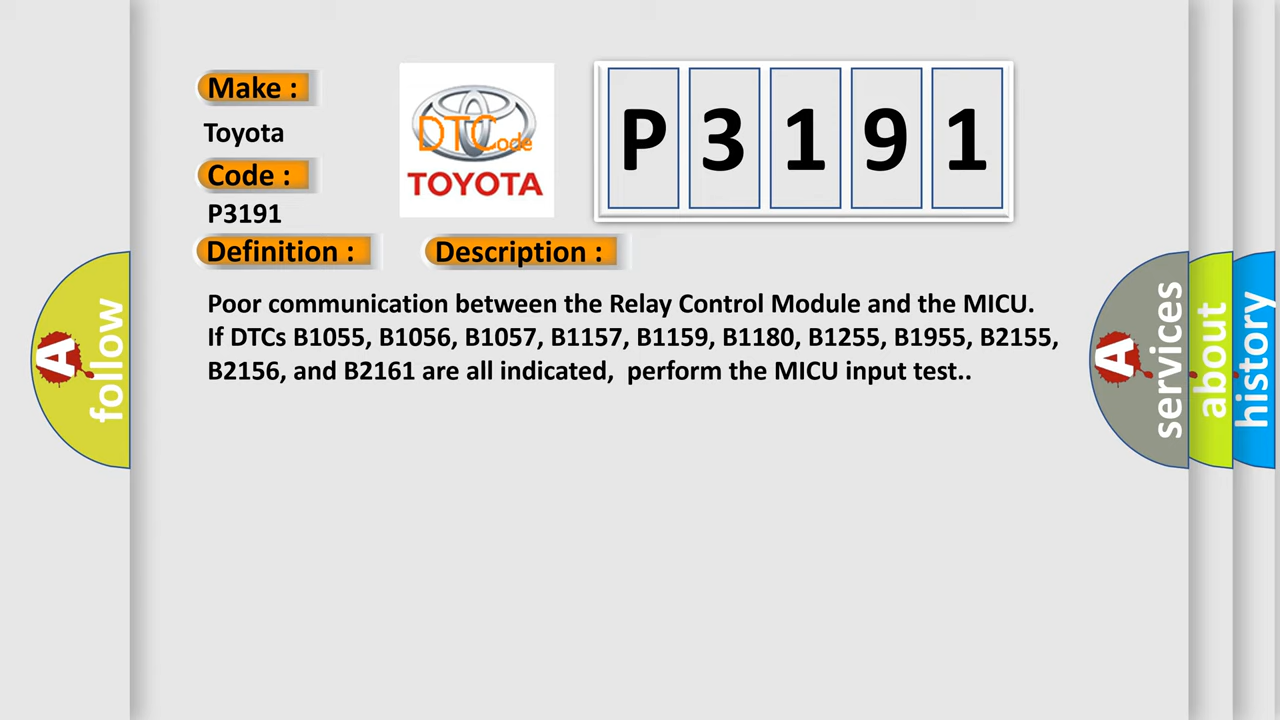 Make :
Toyota
Code :
P3191
Definition :
Description :
DTCode
TOYOTA
P 3 1 9 1
Poor communication between the Relay Control Module and the MICU.
If DTCs B1055, B1056, B1057, B1157, B1159, B1180, B1255, B1955, B2155,
B2156, and B2161 are all indicated,  perform the MICU input test..
A
follow
A
services
about
history